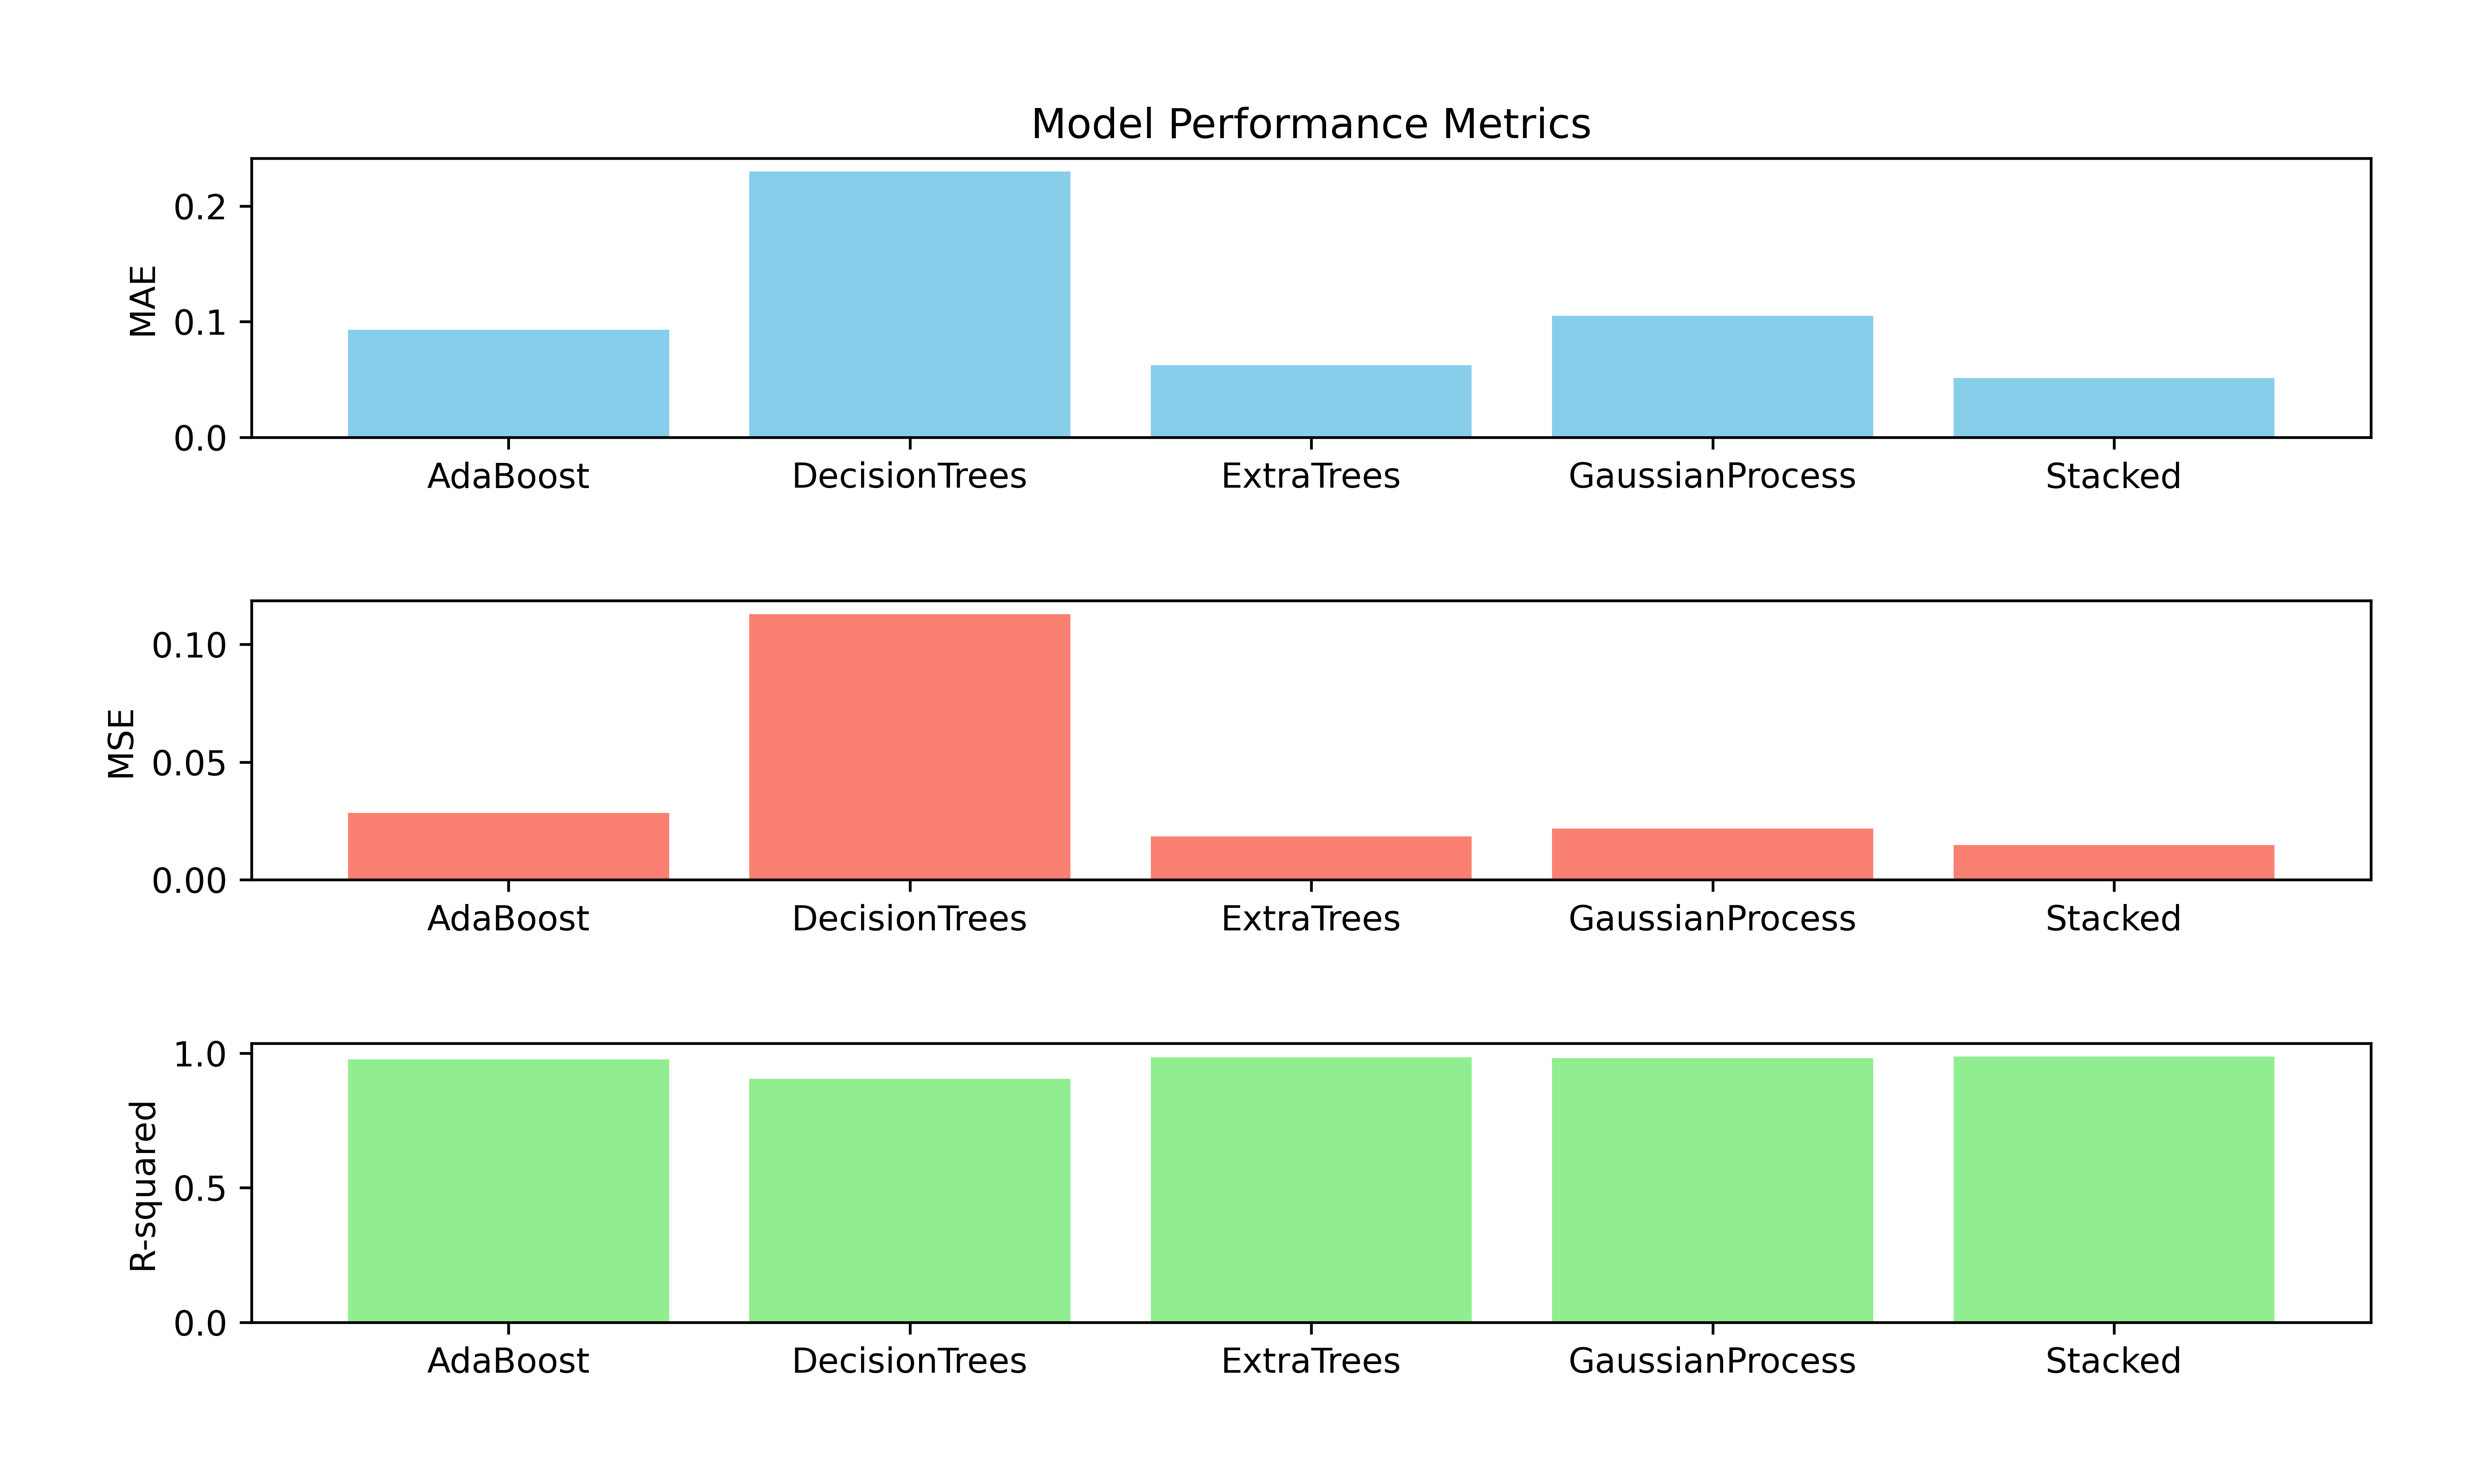 Model Performance Metrics
MAE
0.2
0.1
0.0
AdaBoost DecisionTrees ExtraTrees GaussianProcess Stacked
MSE
0.10
0.05
0.00
AdaBoost DecisionTrees ExtraTrees GaussianProcess Stacked
R-squared
1.0
0.5
0.0
AdaBoost DecisionTrees ExtraTrees GaussianProcess Stacked